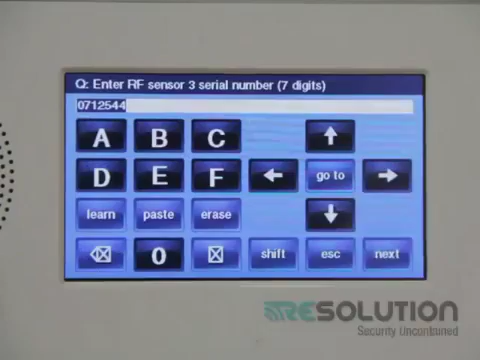 Q: Enter RF sensor 3 serial number (7 digits)
0712544
A B C ↑
D E F ← go to →
learn paste erase ↓
⌫ 0 ☒ shift esc next
RESOLUTION
Security Uncontained